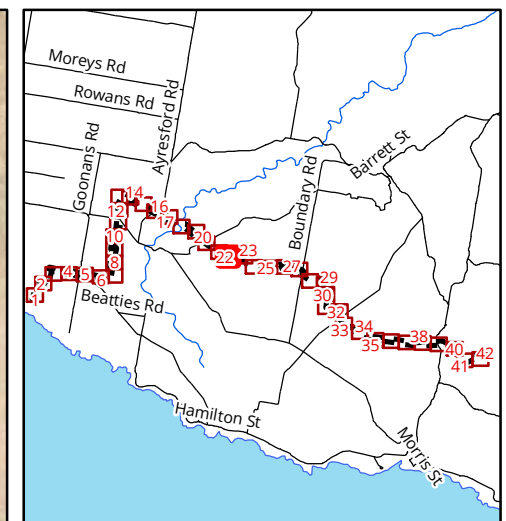 Moreys Rd
Rowans Rd
Ayresford Rd
Goonans Rd
Barrett St
Boundary Rd
14
12
16
17
10
20
23
22
8
25
27
4
5
6
2
1
29
Beatties Rd
30
32
33
34
35
38
40
42
41
Hamilton St
Morris St